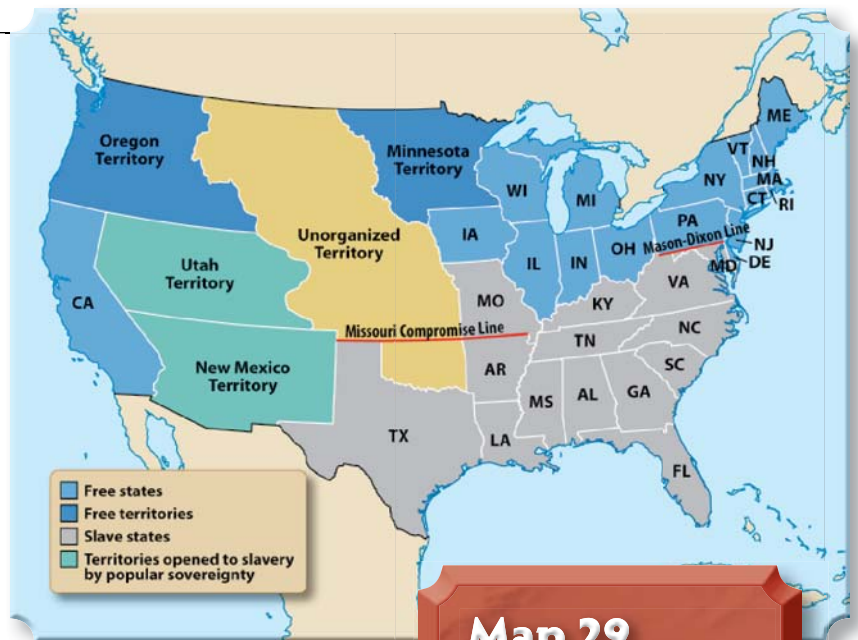 Oregon
Territory
Minnesota
Territory
Unorganized
Territory
Utah
Territory
New Mexico
Territory
CA
WI
MI
IA
IL
IN
OH
PA
NY
VT
NH
ME
MA
CT
RI
NJ
DE
MD
Mason-Dixon Line
MO
KY
VA
Missouri Compromise Line
TN
NC
AR
SC
MS
AL
GA
TX
LA
FL
Free states
Free territories
Slave states
Territories opened to slavery
by popular sovereignty
Map 29